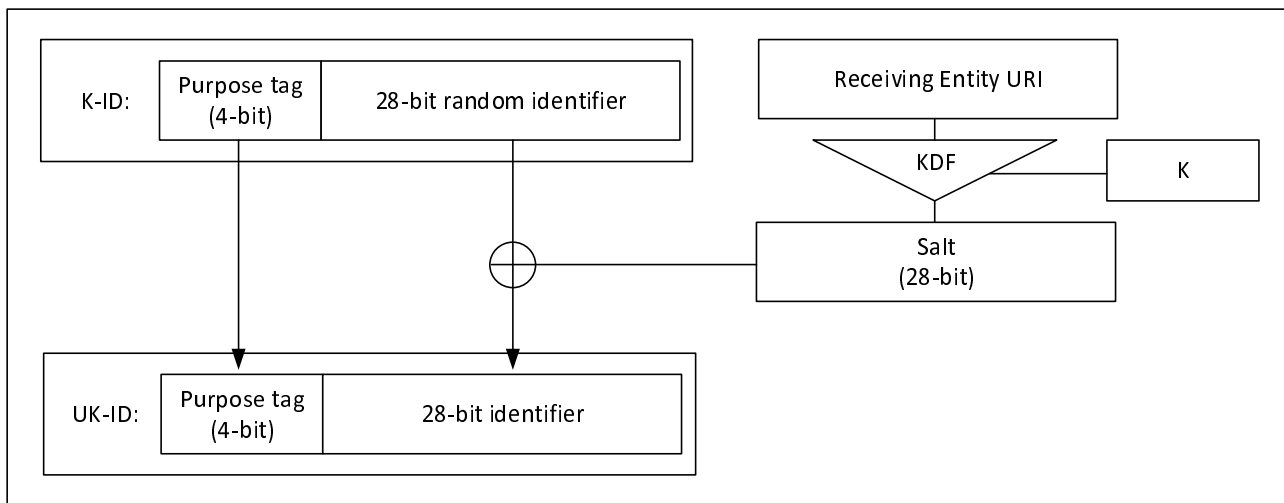 K-ID:
Purpose tag
(4-bit)
28-bit random identifier
Receiving Entity URI
KDF
K
Salt
(28-bit)
UK-ID:
Purpose tag
(4-bit)
28-bit identifier